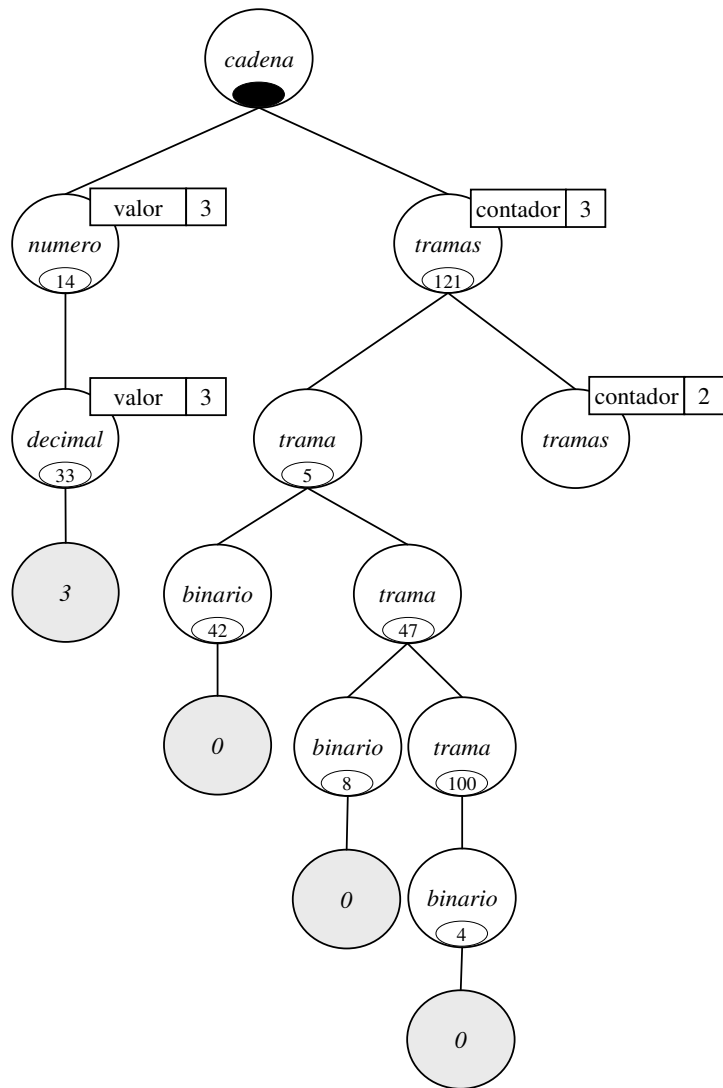 cadena
valor 3
contador 3
numero
tramas
14
121
valor 3
contador 2
decimal
trama
tramas
33
5
3
binario
trama
42
47
0
binario
trama
8
100
0
binario
4
0